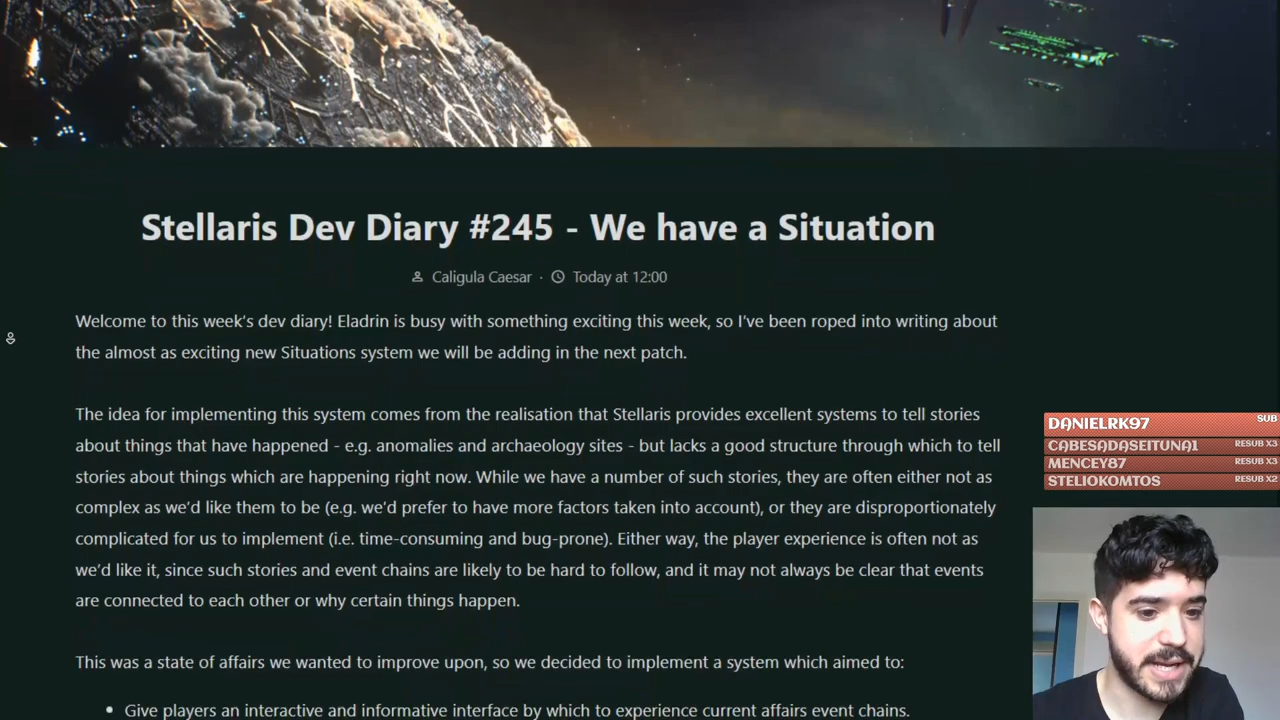 Stellaris Dev Diary #245 - We have a Situation
Caligula Caesar · Today at 12:00
Welcome to this week's dev diary! Eladrin is busy with something exciting this week, so I've been roped into writing about
the almost as exciting new Situations system we will be adding in the next patch.
The idea for implementing this system comes from the realisation that Stellaris provides excellent systems to tell stories
about things that have happened - e.g. anomalies and archaeology sites - but lacks a good structure through which to tell
stories about things which are happening right now. While we have a number of such stories, they are often either not as
complex as we'd like them to be (e.g. we'd prefer to have more factors taken into account), or they are disproportionately
complicated for us to implement (i.e. time-consuming and bug-prone). Either way, the player experience is often not as
we'd like it, since such stories and event chains are likely to be hard to follow, and it may not always be clear that events
are connected to each other or why certain things happen.
This was a state of affairs we wanted to improve upon, so we decided to implement a system which aimed to:
• Give players an interactive and informative interface by which to experience current affairs event chains.
DANIELRK97 SUB
CABESADASEITUNA1 RESUB X3
MENCEY87 RESUB X3
STELIOKOMTOS RESUB X2